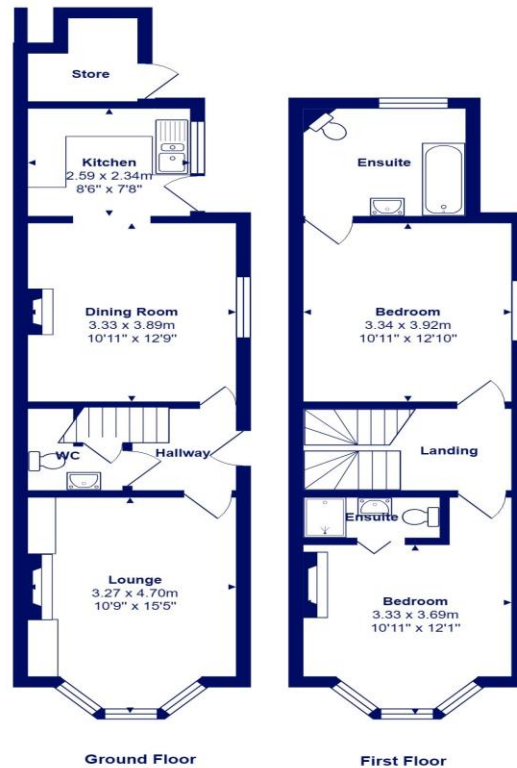 Store
Kitchen
2.59 x 2.34m
8'6" x 7'8"
Dining Room
3.33 x 3.89m
10'11" x 12'9"
WC
Hallway
Lounge
3.27 x 4.70m
10'9" x 15'5"
Ground Floor
Ensuite
Bedroom
3.34 x 3.92m
10'11" x 12'10"
Landing
Ensuite
Bedroom
3.33 x 3.69m
10'11" x 12'1"
First Floor